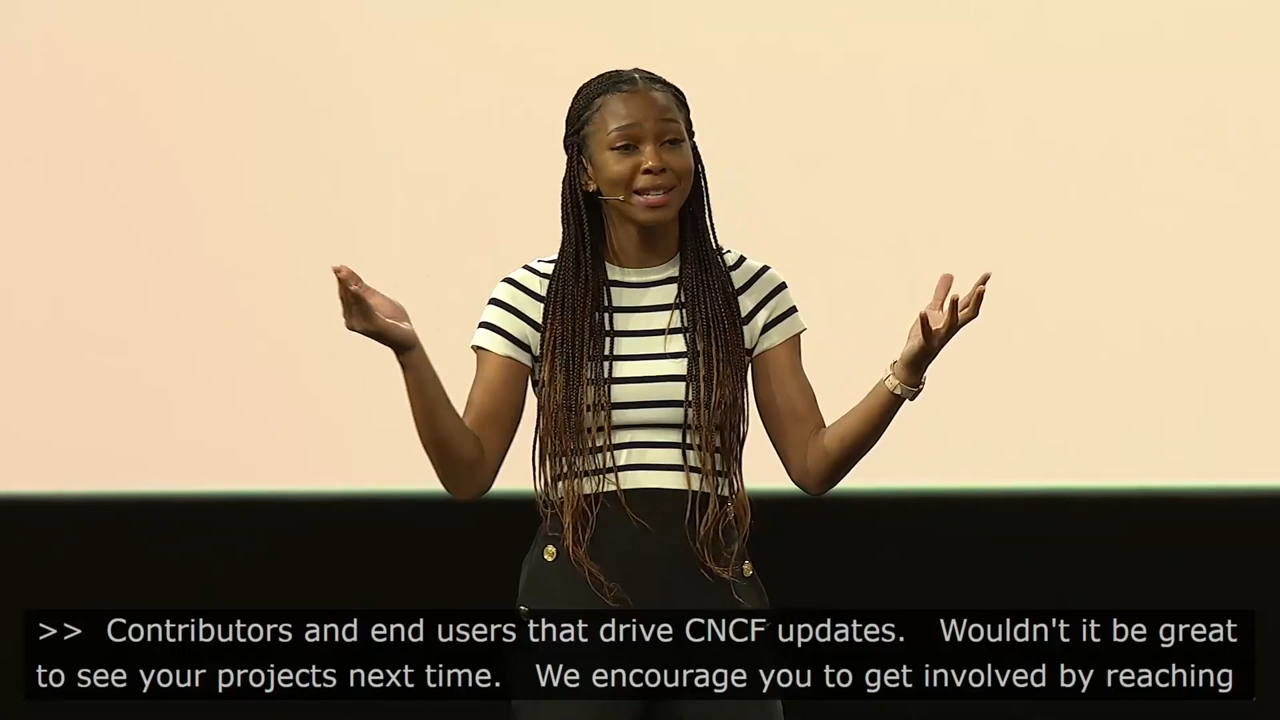 >> Contributors and end users that drive CNCF updates. Wouldn't it be great
to see your projects next time. We encourage you to get involved by reaching